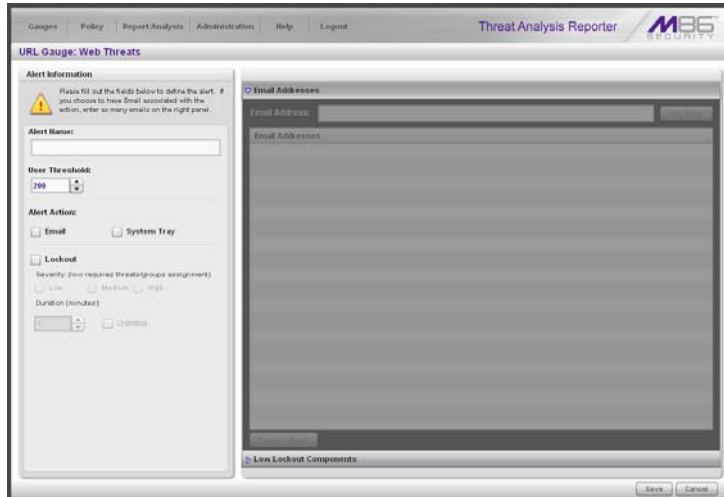 Gauges Policy Report/Analysis Administration Help Logout
Threat Analysis Reporter
M86
SECURITY
URL Gauge: Web Threats
Alert Information
Please fill out the fields below to define the alert. If
you choose to have Email associated with the
action, enter as many emails on the right panel.
Alert Name:
User Threshold:
200
Alert Action:
Email System Tray
Lockout
Severity: (low requires threats/groups assignment)
Low Medium High
Duration (minutes):
Unlimited
Email Addresses
Email Address:
Email Addresses
Low Lockout Components
Save Cancel